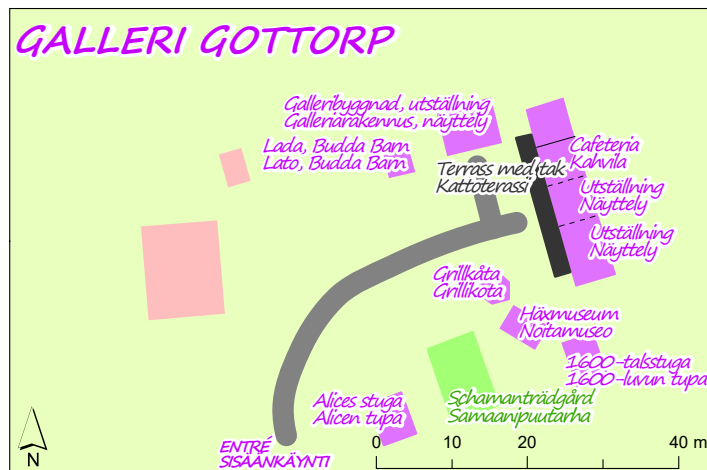 GALLERI GOTTORP
Galleribyggnad, utställning
Galleriarakennus, näyttely
Lada, Budda Barn
Lato, Budda Barn
Cafeteria
Kahvila
Terrass med tak
Kattoterassi
Utställning
Näyttely
Utställning
Näyttely
Grillkåta
Grillikota
Häxmuseum
Noitamuseo
1600-talsstuga
1600-luvun tupa
Schamanträdgård
Samaanipuutarha
Alices stuga
Alicen tupa
ENTRÉ
SISÄÄNKÄYNTI
N
0 10 20 40 m